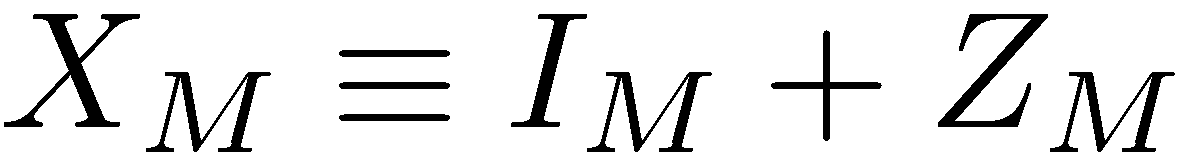 X_M ≡ I_M + Z_M